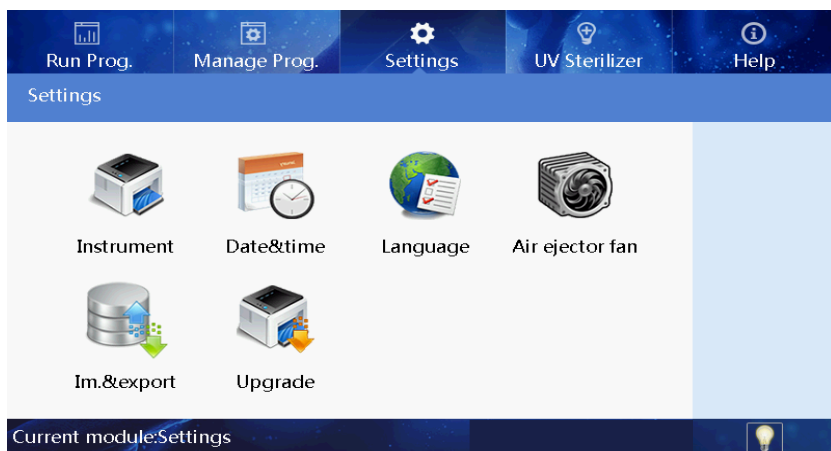 Run Prog. Manage Prog. Settings UV Sterilizer Help
Settings
Instrument Date&time Language Air ejector fan
Im.&export Upgrade
Current module:Settings